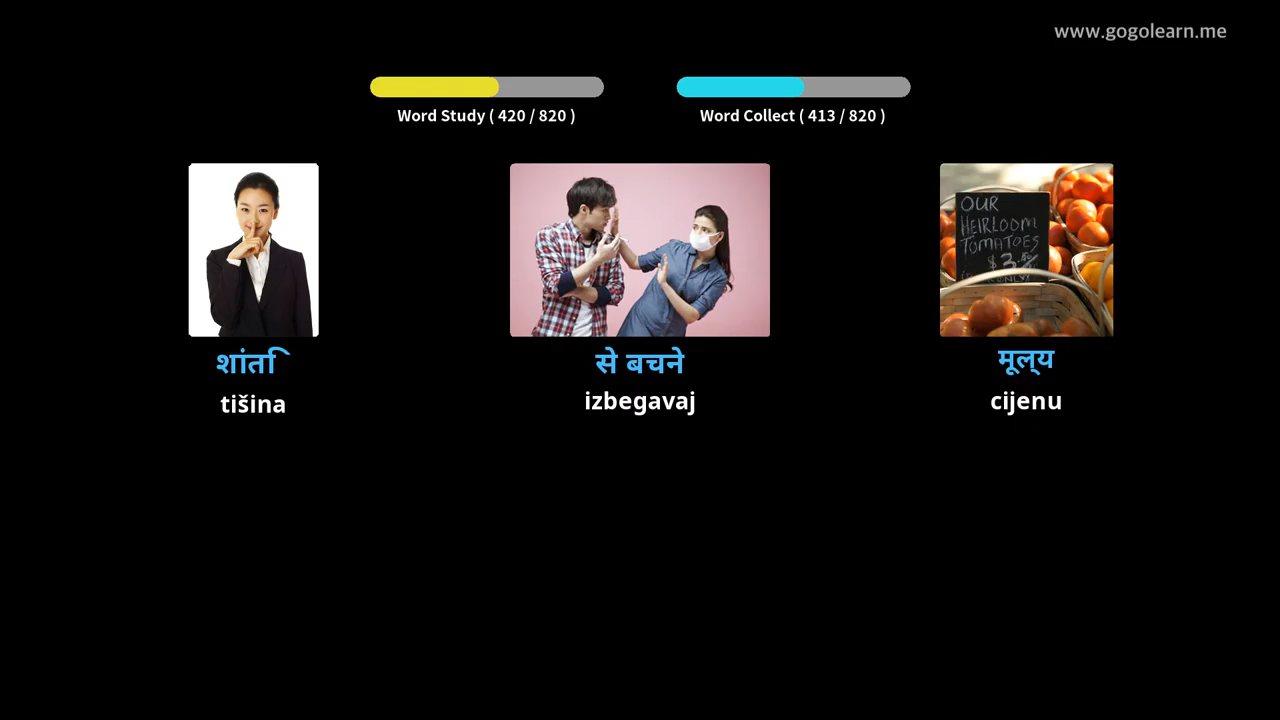 www.gogolearn.me
Word Study ( 420 / 820 )
Word Collect ( 413 / 820 )
OUR
HEIRLOOM
TOMATOES
शांति
से बचने
मूल्य
tišina
izbegavaj
cijenu